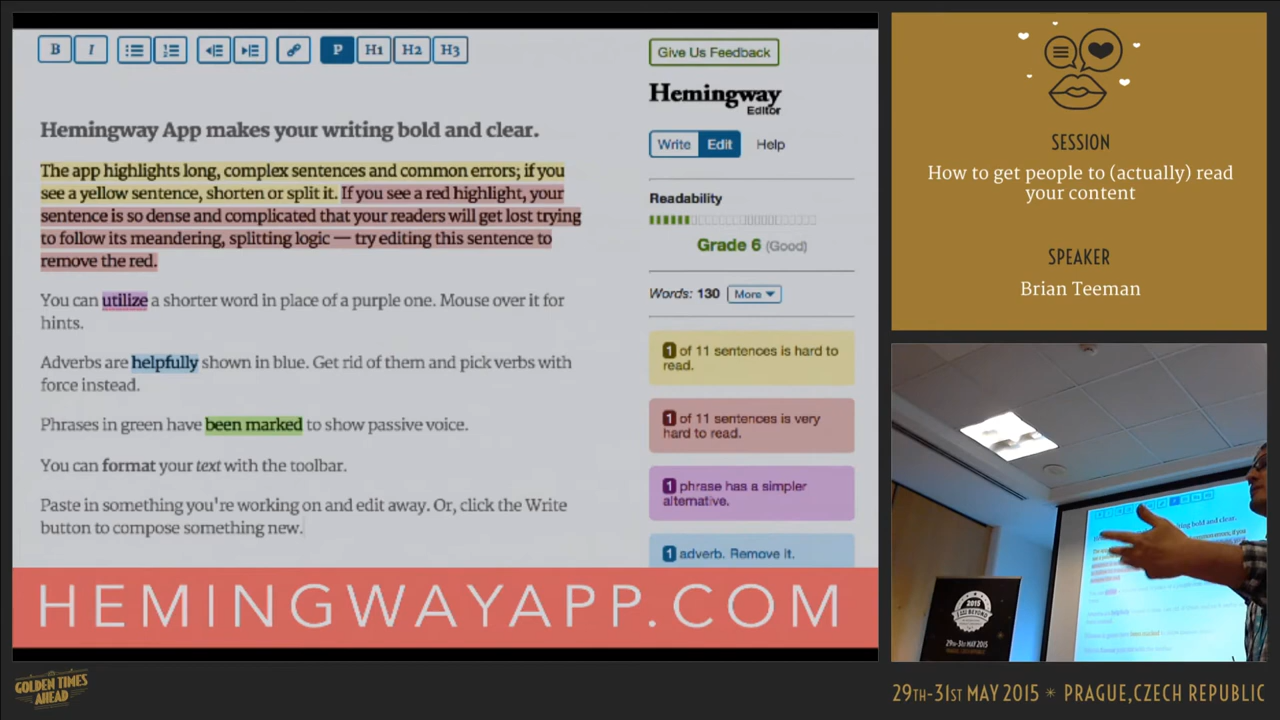 B I P H1 H2 H3
Hemingway App makes your writing bold and clear.
The app highlights long, complex sentences and common errors; if you
see a yellow sentence, shorten or split it. If you see a red highlight, your
sentence is so dense and complicated that your readers will get lost trying
to follow its meandering, splitting logic — try editing this sentence to
remove the red.
You can utilize a shorter word in place of a purple one. Mouse over it for
hints.
Adverbs are helpfully shown in blue. Get rid of them and pick verbs with
force instead.
Phrases in green have been marked to show passive voice.
You can format your text with the toolbar.
Paste in something you're working on and edit away. Or, click the Write
button to compose something new.
Give Us Feedback
Hemingway
Editor
Write Edit Help
Readability
Grade 6 (Good)
Words: 130 More
1 of 11 sentences is hard to
read.
1 of 11 sentences is very
hard to read.
1 phrase has a simpler
alternative.
1 adverb. Remove it.
HEMINGWAYAPP.COM
SESSION
How to get people to (actually) read
your content
SPEAKER
Brian Teeman
2015
29TH-31ST MAY 2015
GOLDEN TIMES
AHEAD
29TH-31ST MAY 2015 * PRAGUE,CZECH REPUBLIC